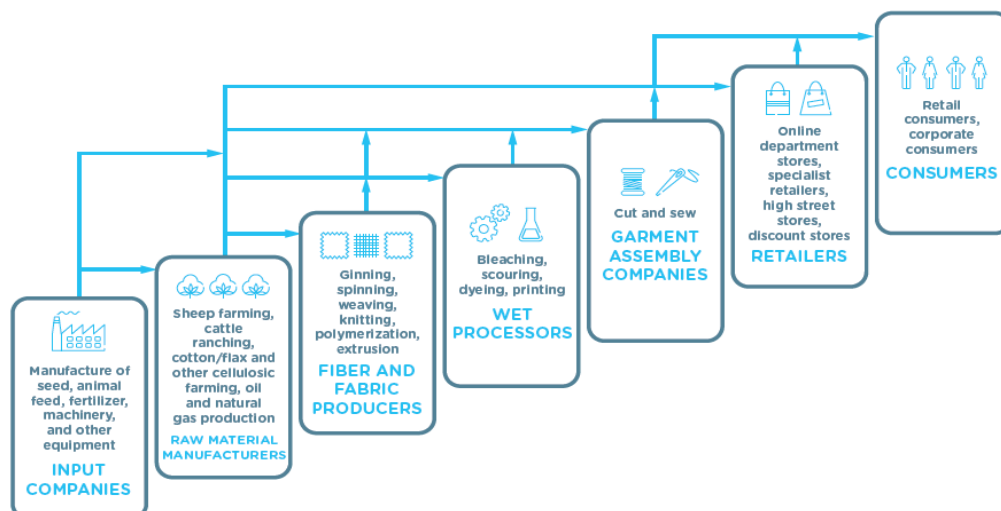 Manufacture of
seed, animal
feed, fertilizer,
machinery,
and other
equipment
INPUT
COMPANIES
Sheep farming,
cattle
ranching,
cotton/flax and
other cellulosic
farming, oil
and natural
gas production
RAW MATERIAL
MANUFACTURERS
Ginning,
spinning,
weaving,
knitting,
polymerization,
extrusion
FIBER AND
FABRIC
PRODUCERS
Bleaching,
scouring,
dyeing, printing
WET
PROCESSORS
Cut and sew
GARMENT
ASSEMBLY
COMPANIES
Online
department
stores,
specialist
retailers,
high street
stores,
discount stores
RETAILERS
Retail
consumers,
corporate
consumers
CONSUMERS